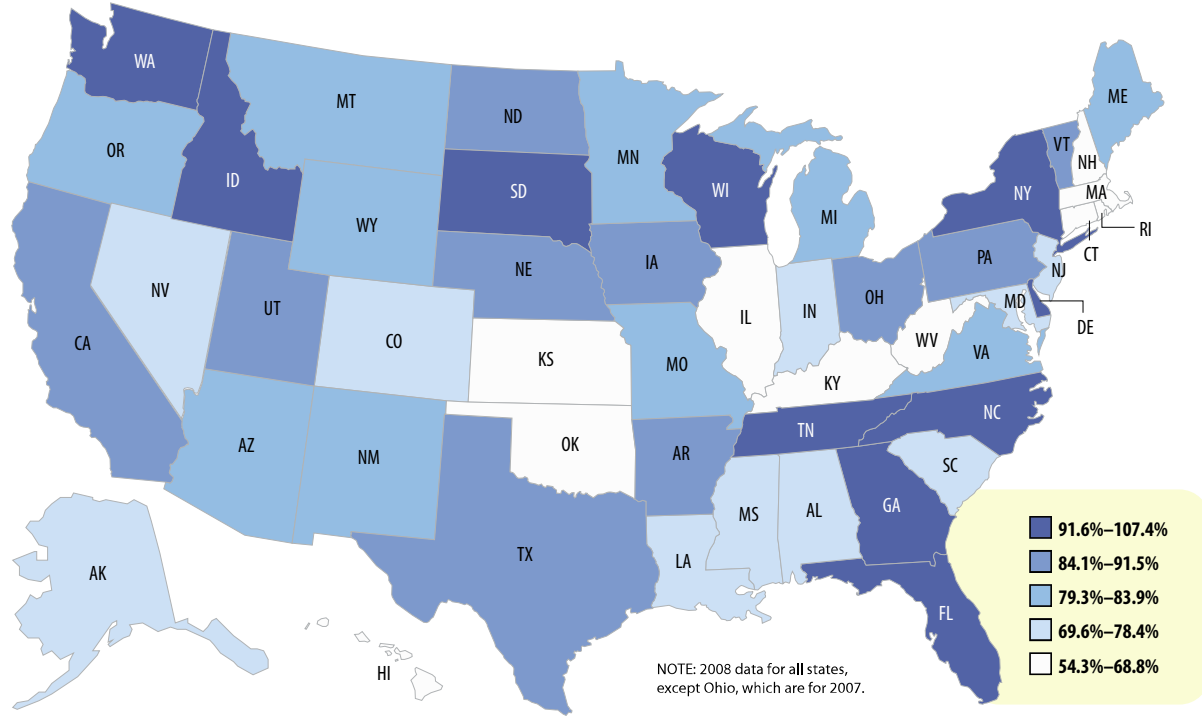 WA
MT
ND
ME
OR
MN
VT
NH
ID
SD
WI
NY
MA
WY
MI
RI
CT
NE
IA
PA
NJ
NV
UT
OH
MD
CO
IL
IN
DE
CA
WV
VA
KS
MO
KY
NC
AZ
NM
OK
AR
TN
SC
MS
AL
GA
TX
LA
AK
FL
HI
91.6%–107.4%
84.1%–91.5%
79.3%–83.9%
69.6%–78.4%
54.3%–68.8%
NOTE: 2008 data for all states,
except Ohio, which are for 2007.